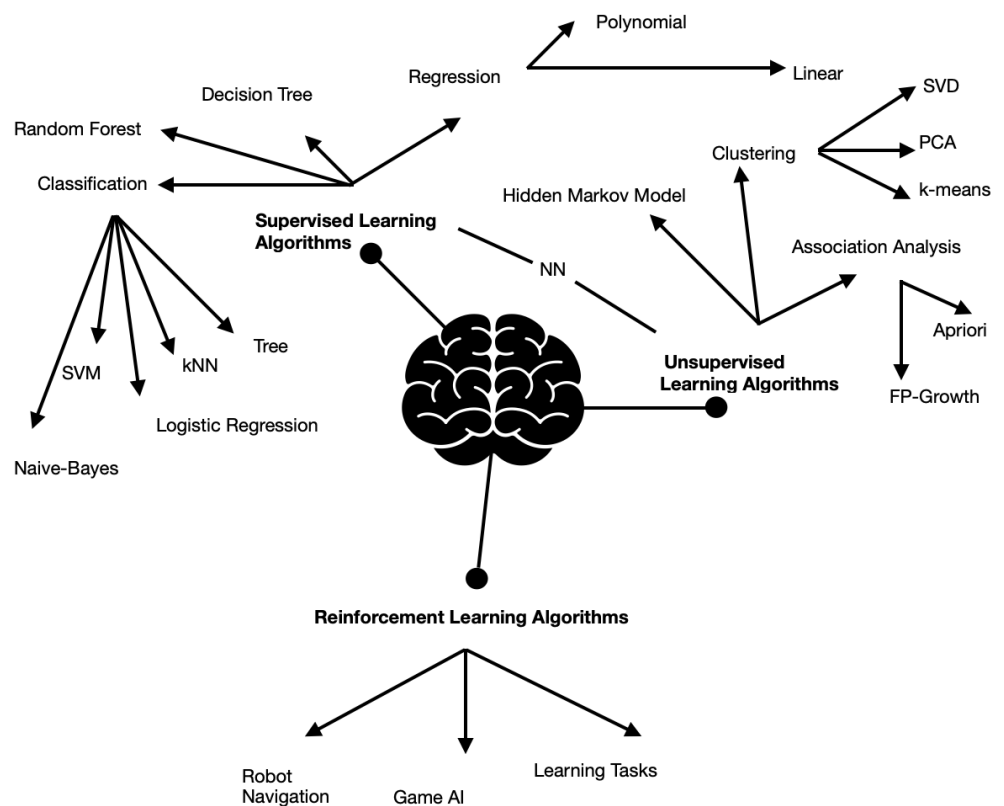 Polynomial
Regression
Linear
Decision Tree
SVD
Random Forest
PCA
Clustering
Classification
k-means
Hidden Markov Model
Supervised Learning
Algorithms
Association Analysis
NN
Apriori
Tree
Unsupervised
Learning Algorithms
SVM
kNN
FP-Growth
Logistic Regression
Naive-Bayes
Reinforcement Learning Algorithms
Robot
Navigation
Game AI
Learning Tasks